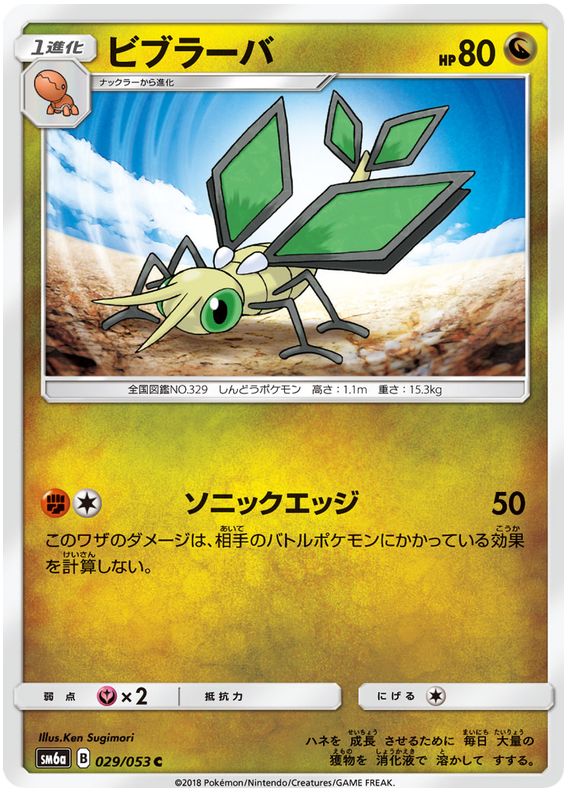 1進化 ビブラーバ HP80
ナックラーから進化
全国図鑑NO.329 しんどうポケモン 高さ:1.1m 重さ:15.3kg
ソニックエッジ 50
このワザのダメージは、相手のバトルポケモンにかかっている効果
を計算しない。
弱点 ×2 抵抗力 にげる
Illus.Ken Sugimori
SM6a B 029/053 C
ハネを 成長 させるために 毎日 大量の
獲物を 消化液で 溶かして すする。
©2018 Pokémon/Nintendo/Creatures/GAME FREAK.